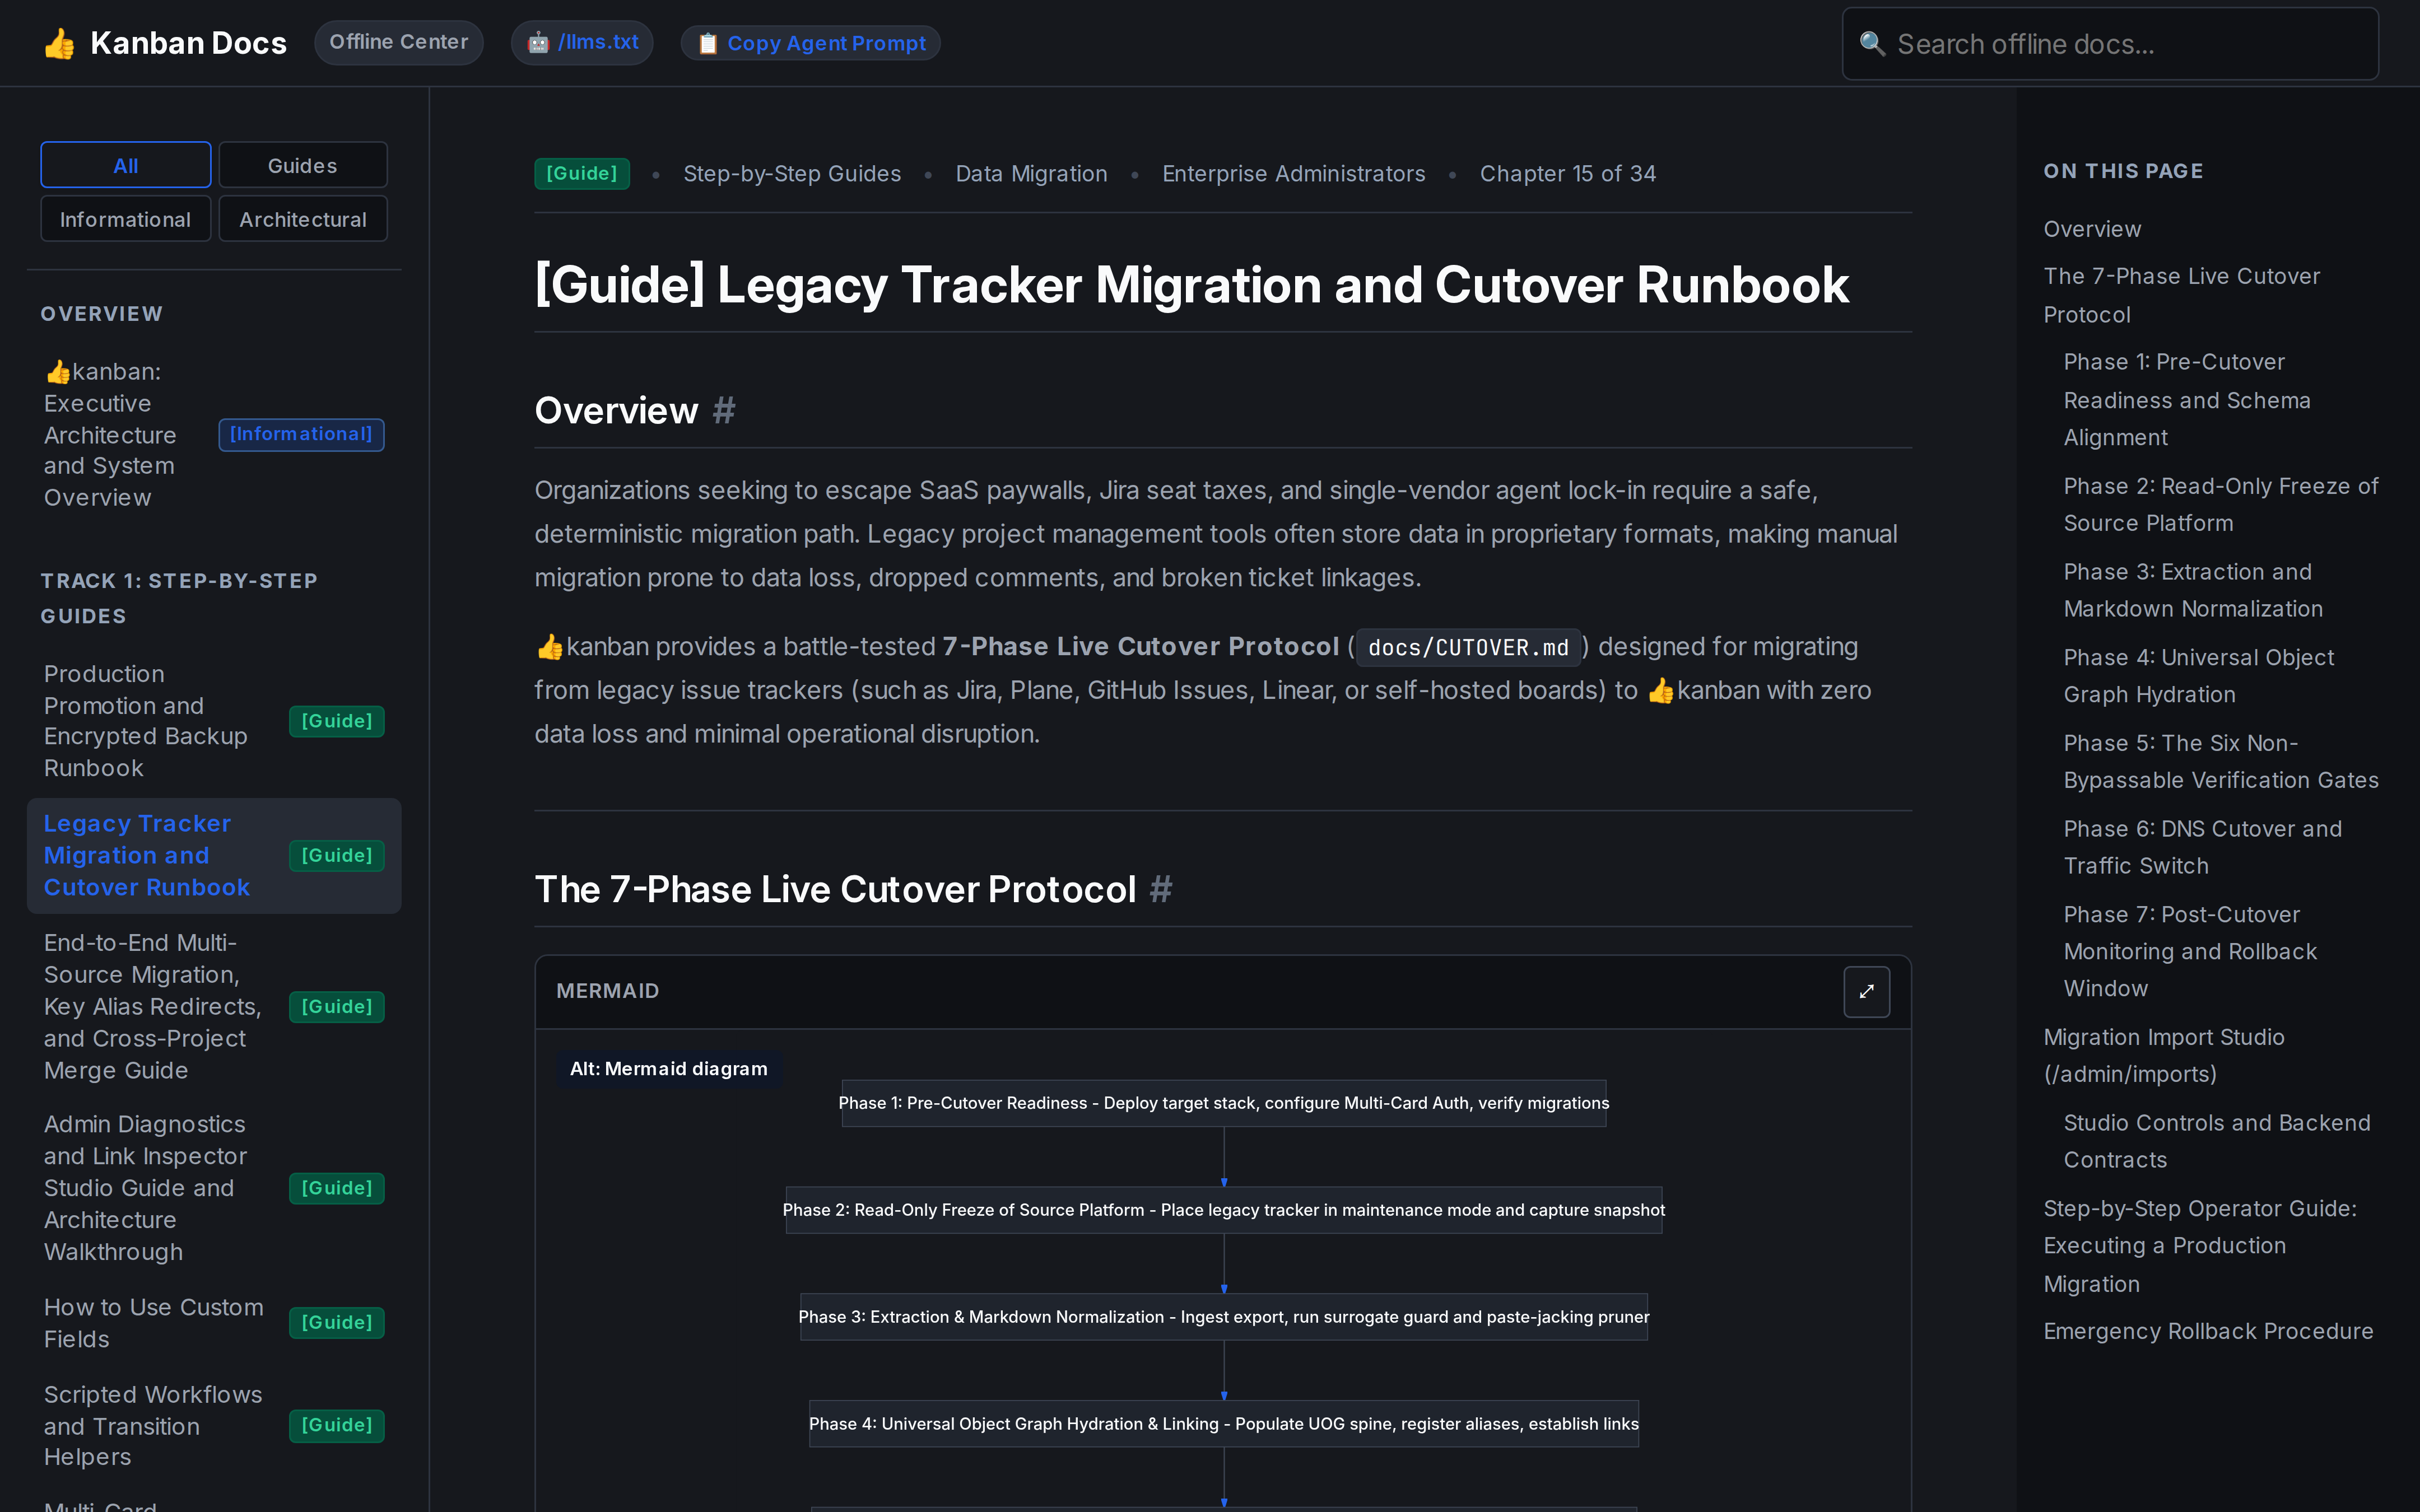 👍 Kanban Docs
Offline Center
🤖 /llms.txt
📋 Copy Agent Prompt
🔍 Search offline docs...
All
Guides
Informational
Architectural
OVERVIEW
👍kanban:
Executive
Architecture
and System
Overview
[Informational]
TRACK 1: STEP-BY-STEP
GUIDES
Production
Promotion and
Encrypted Backup
Runbook
[Guide]
Legacy Tracker
Migration and
Cutover Runbook
[Guide]
End-to-End Multi-
Source Migration,
Key Alias Redirects,
and Cross-Project
Merge Guide
[Guide]
Admin Diagnostics
and Link Inspector
Studio Guide and
Architecture
Walkthrough
[Guide]
How to Use Custom
Fields
[Guide]
Scripted Workflows
and Transition
Helpers
[Guide]
Multi-Card
[Guide] • Step-by-Step Guides • Data Migration • Enterprise Administrators • Chapter 15 of 34
[Guide] Legacy Tracker Migration and Cutover Runbook
Overview #
Organizations seeking to escape SaaS paywalls, Jira seat taxes, and single-vendor agent lock-in require a safe,
deterministic migration path. Legacy project management tools often store data in proprietary formats, making manual
migration prone to data loss, dropped comments, and broken ticket linkages.
👍kanban provides a battle-tested 7-Phase Live Cutover Protocol (docs/CUTOVER.md) designed for migrating
from legacy issue trackers (such as Jira, Plane, GitHub Issues, Linear, or self-hosted boards) to 👍kanban with zero
data loss and minimal operational disruption.
The 7-Phase Live Cutover Protocol #
MERMAID
⤢
Alt: Mermaid diagram
Phase 1: Pre-Cutover Readiness - Deploy target stack, configure Multi-Card Auth, verify migrations
Phase 2: Read-Only Freeze of Source Platform - Place legacy tracker in maintenance mode and capture snapshot
Phase 3: Extraction & Markdown Normalization - Ingest export, run surrogate guard and paste-jacking pruner
Phase 4: Universal Object Graph Hydration & Linking - Populate UOG spine, register aliases, establish links
ON THIS PAGE
Overview
The 7-Phase Live Cutover
Protocol
Phase 1: Pre-Cutover
Readiness and Schema
Alignment
Phase 2: Read-Only Freeze of
Source Platform
Phase 3: Extraction and
Markdown Normalization
Phase 4: Universal Object
Graph Hydration
Phase 5: The Six Non-
Bypassable Verification Gates
Phase 6: DNS Cutover and
Traffic Switch
Phase 7: Post-Cutover
Monitoring and Rollback
Window
Migration Import Studio
(/admin/imports)
Studio Controls and Backend
Contracts
Step-by-Step Operator Guide:
Executing a Production
Migration
Emergency Rollback Procedure